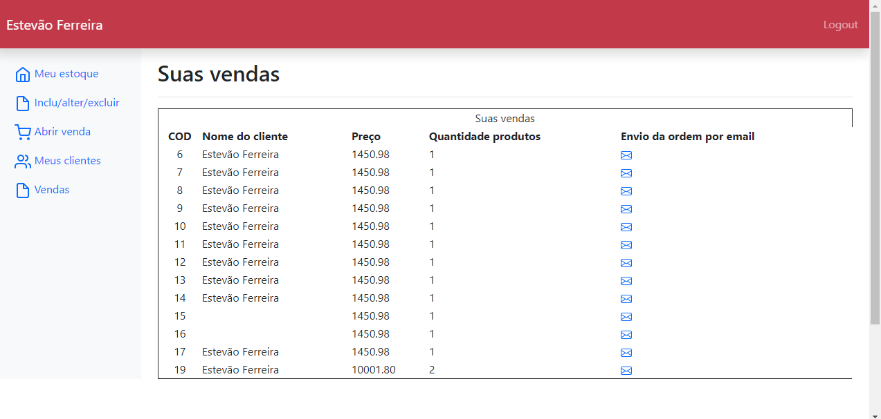 Estevão Ferreira Logout
Meu estoque
Inclu/alter/excluir
Abrir venda
Meus clientes
Vendas
Suas vendas
Suas vendas
COD Nome do cliente Preço Quantidade produtos Envio da ordem por email
6 Estevão Ferreira 1450.98 1
7 Estevão Ferreira 1450.98 1
8 Estevão Ferreira 1450.98 1
9 Estevão Ferreira 1450.98 1
10 Estevão Ferreira 1450.98 1
11 Estevão Ferreira 1450.98 1
12 Estevão Ferreira 1450.98 1
13 Estevão Ferreira 1450.98 1
14 Estevão Ferreira 1450.98 1
15 1450.98 1
16 1450.98 1
17 Estevão Ferreira 1450.98 1
19 Estevão Ferreira 10001.80 2